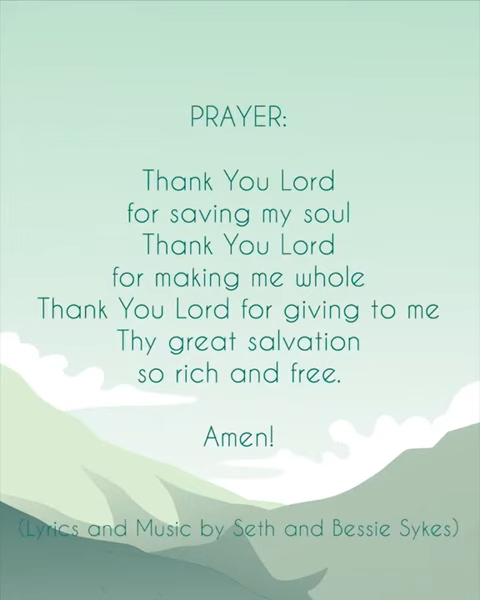 PRAYER:
Thank You Lord
for saving my soul
Thank You Lord
for making me whole
Thank You Lord for giving to me
Thy great salvation
so rich and free.
Amen!
(Lyrics and Music by Seth and Bessie Sykes)